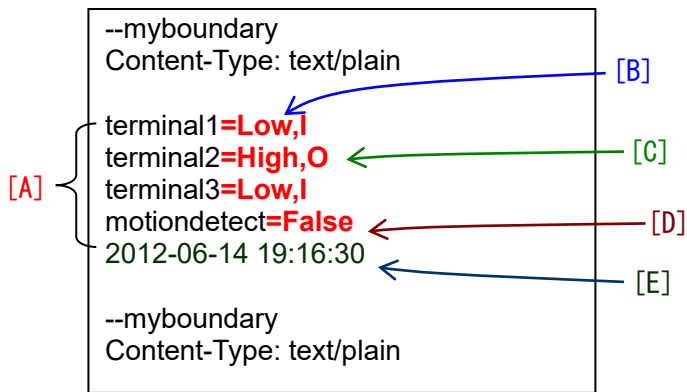 --myboundary
Content-Type: text/plain
[B]
terminal1=Low,I
terminal2=High,O
[C]
[A]
terminal3=Low,I
motiondetect=False
[D]
2012-06-14 19:16:30
[E]
--myboundary
Content-Type: text/plain